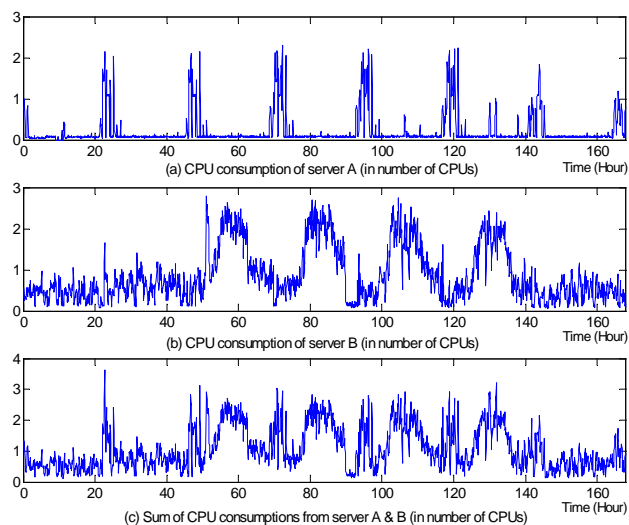 3
2
1
0
0 20 40 60 80 100 120 140 160
(a) CPU consumption of server A (in number of CPUs) Time (Hour)
3
2
1
0
0 20 40 60 80 100 120 140 160
(b) CPU consumption of server B (in number of CPUs) Time (Hour)
4
3
2
1
0
0 20 40 60 80 100 120 140 160
Time (Hour)
(c) Sum of CPU consumptions from server A & B (in number of CPUs)